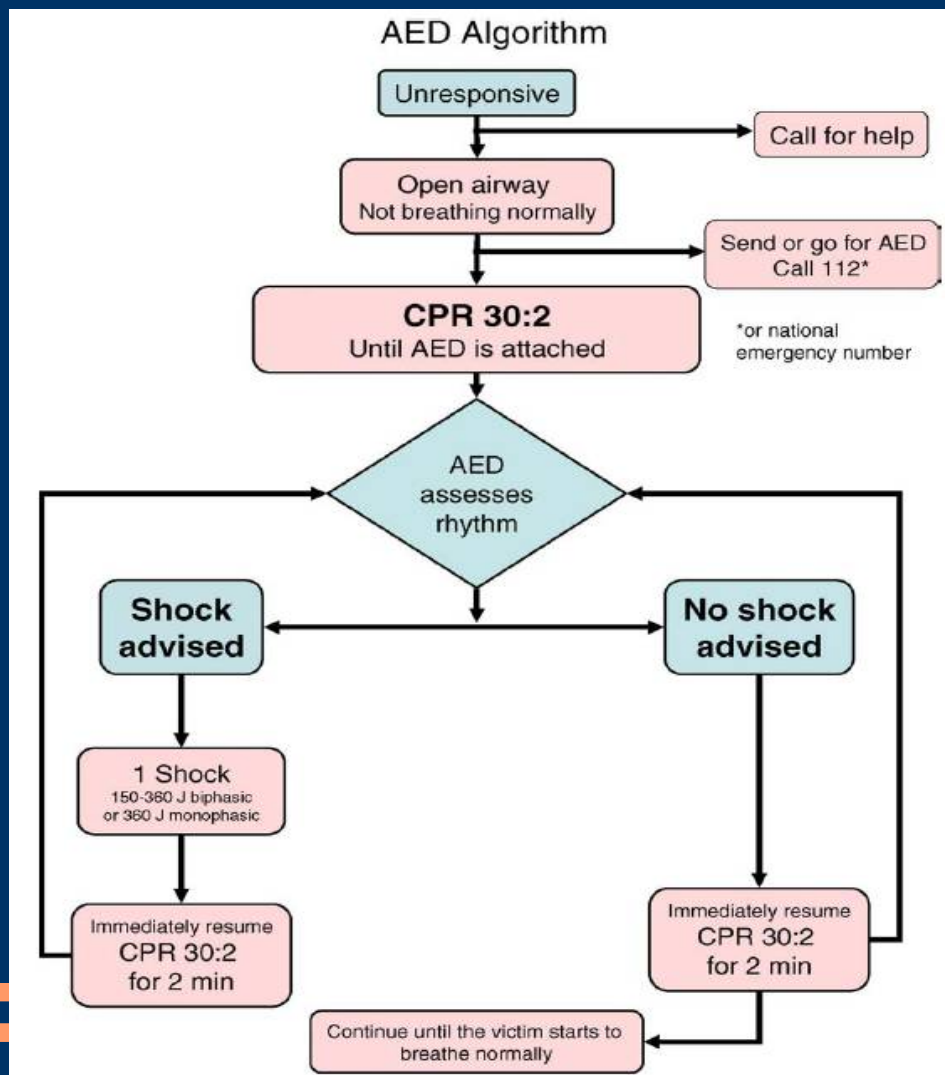 AED Algorithm
Unresponsive
Call for help
Open airway
Not breathing normally
Send or go for AED
Call 112*
CPR 30:2
Until AED is attached
*or national
emergency number
AED
assesses
rhythm
Shock
advised
No shock
advised
1 Shock
150-360 J biphasic
or 360 J monophasic
Immediately resume
CPR 30:2
for 2 min
Immediately resume
CPR 30:2
for 2 min
Continue until the victim starts to
breathe normally